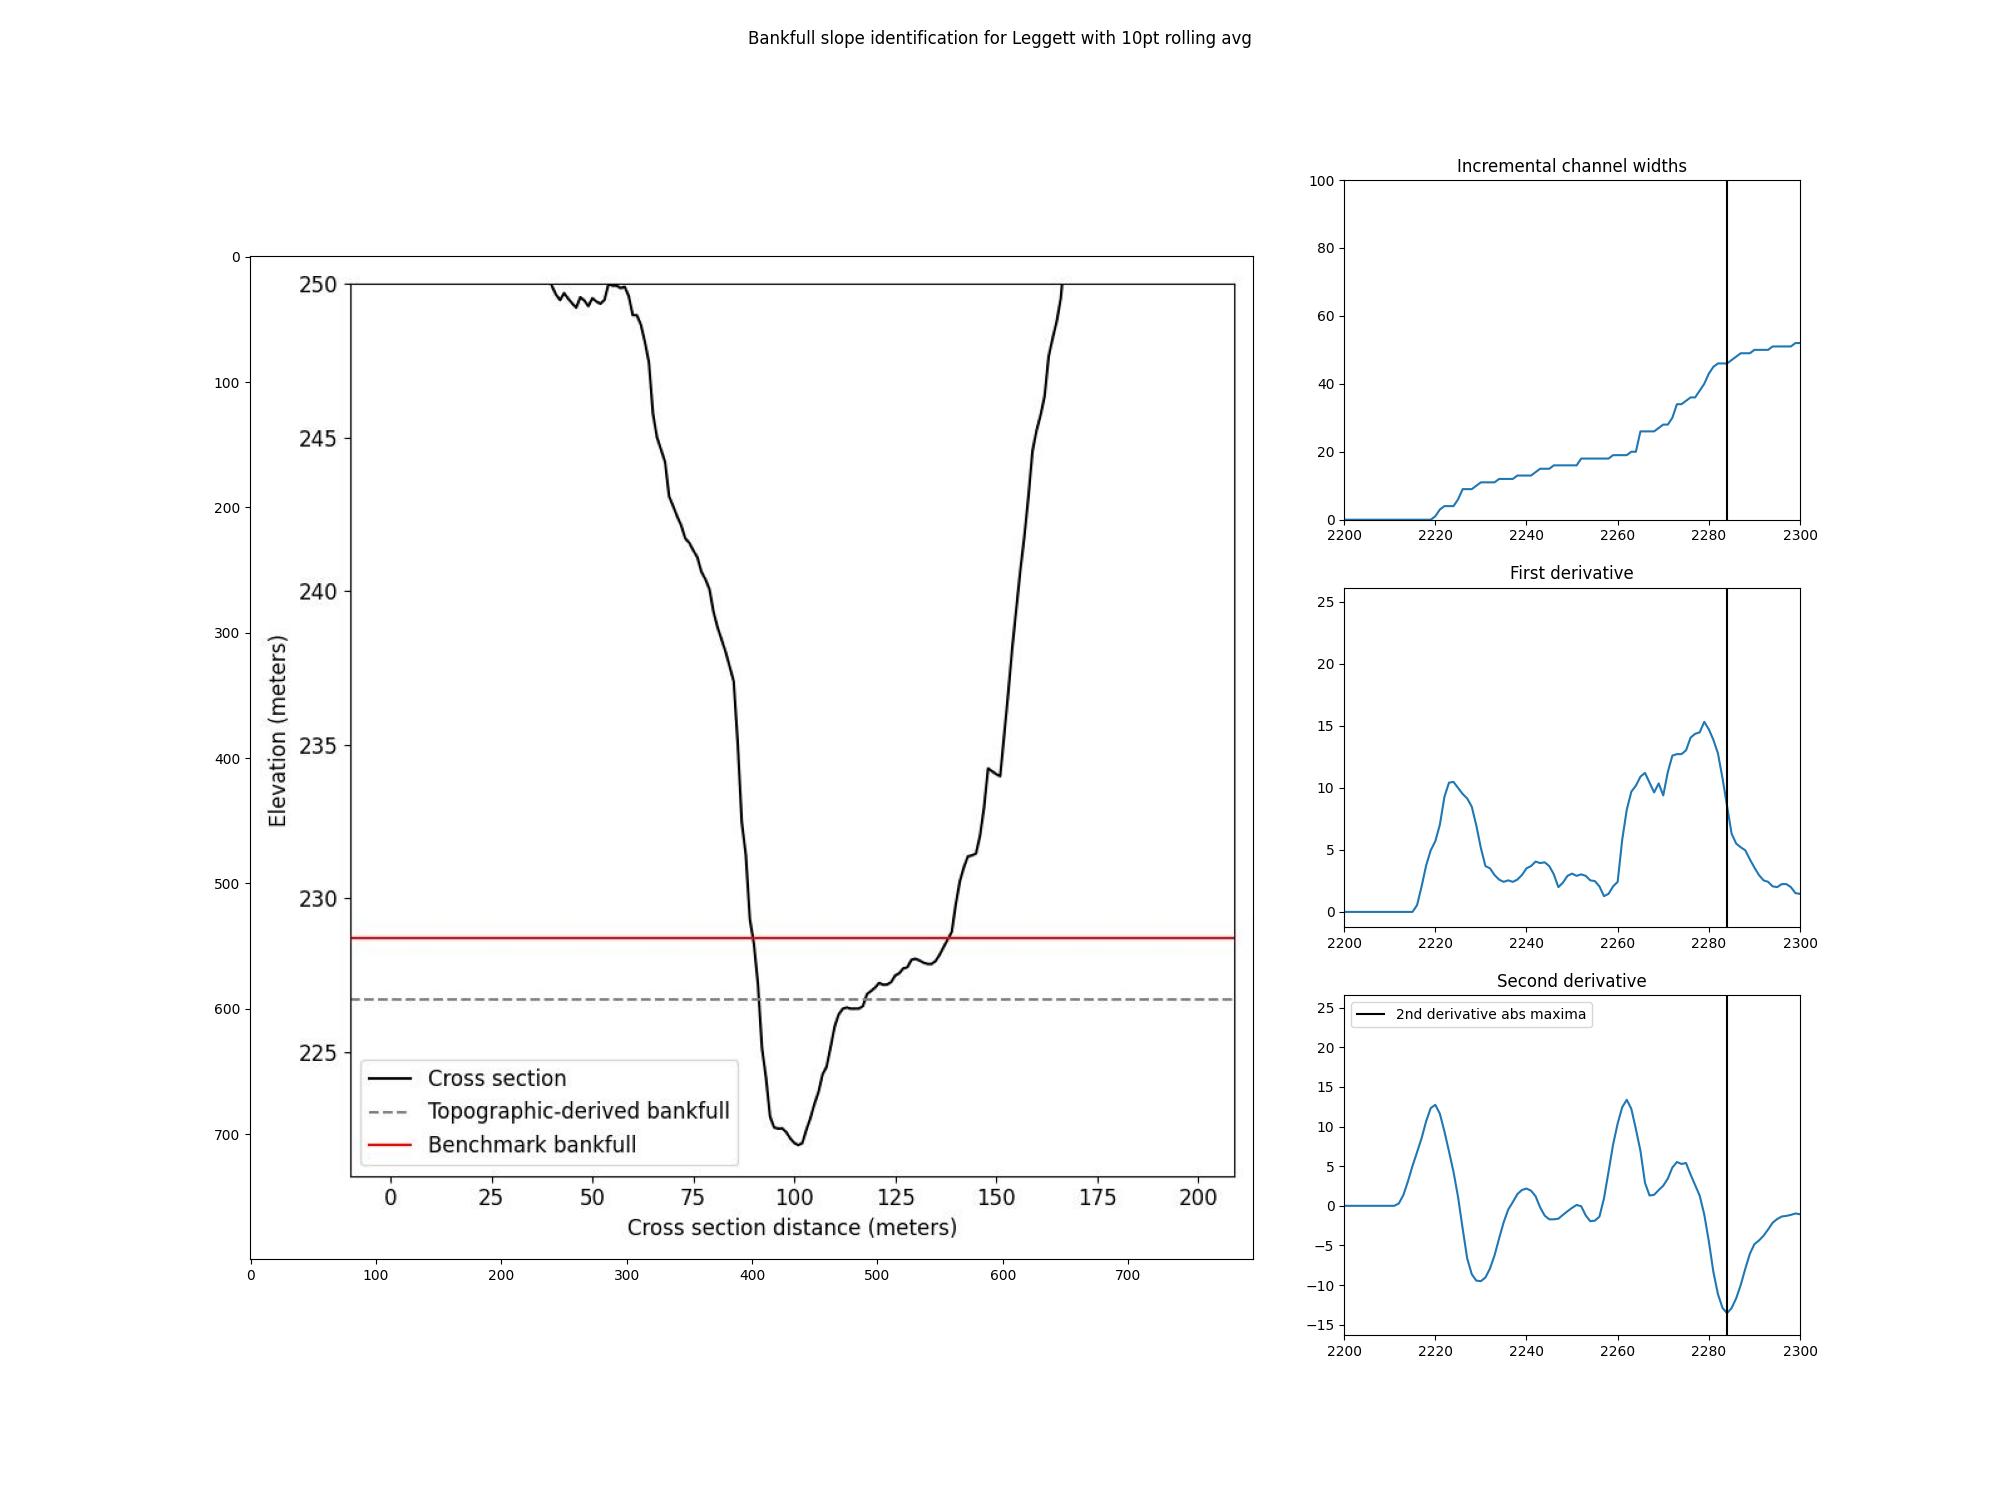 Bankfull slope identification for Leggett with 10pt rolling avg
0
100
200
300
400
500
600
700
250
245
240
235
230
225
Elevation (meters)
Cross section
Topographic-derived bankfull
Benchmark bankfull
0 25 50 75 100 125 150 175 200
Cross section distance (meters)
0 100 200 300 400 500 600 700
Incremental channel widths
100
80
60
40
20
0
2200 2220 2240 2260 2280 2300
First derivative
25
20
15
10
5
0
2200 2220 2240 2260 2280 2300
Second derivative
2nd derivative abs maxima
25
20
15
10
5
0
−5
−10
−15
2200 2220 2240 2260 2280 2300